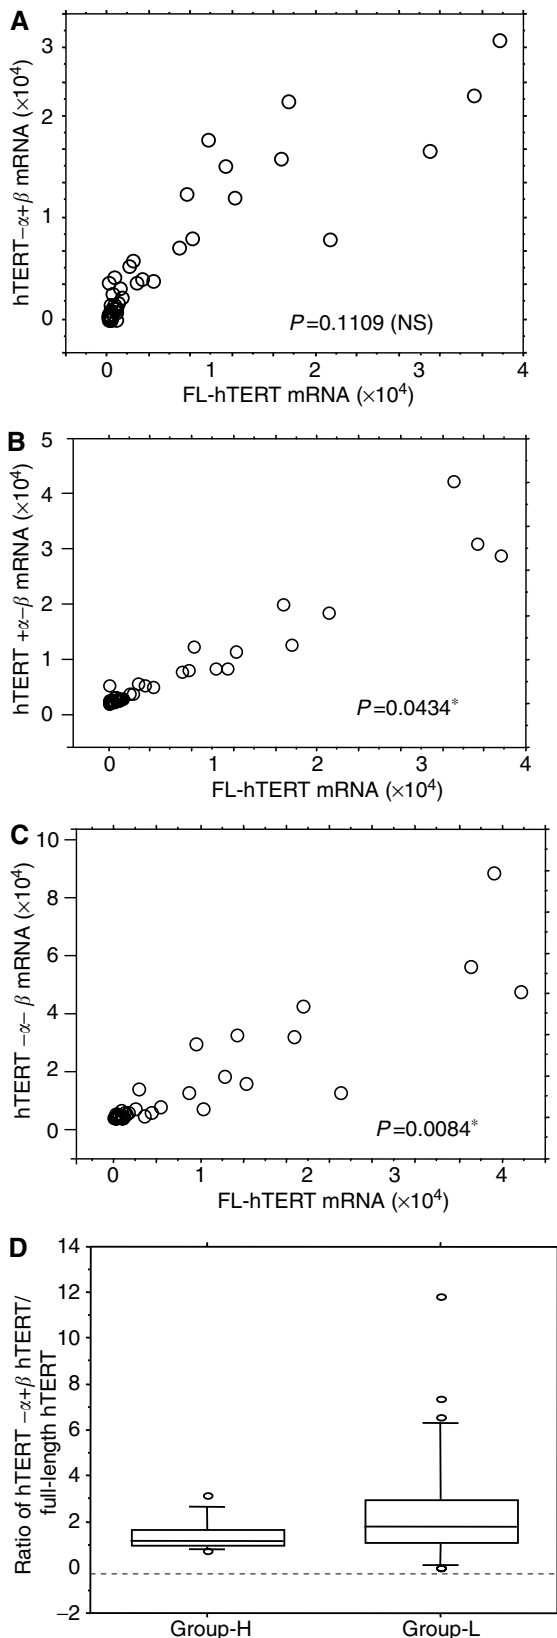 A
hTERT−α+β mRNA (×10⁴)
3
2
1
0
P=0.1109 (NS)
0 1 2 3 4
FL-hTERT mRNA (×10⁴)
B
hTERT +α−β mRNA (×10⁴)
5
4
3
2
1
0
P=0.0434*
0 1 2 3 4
FL-hTERT mRNA (×10⁴)
C
hTERT −α− β mRNA (×10⁴)
10
8
6
4
2
0
P=0.0084*
0 1 2 3 4
FL-hTERT mRNA (×10⁴)
D
Ratio of hTERT −α+β hTERT/
full-length hTERT
14
12
10
8
6
4
2
0
−2
Group-H Group-L